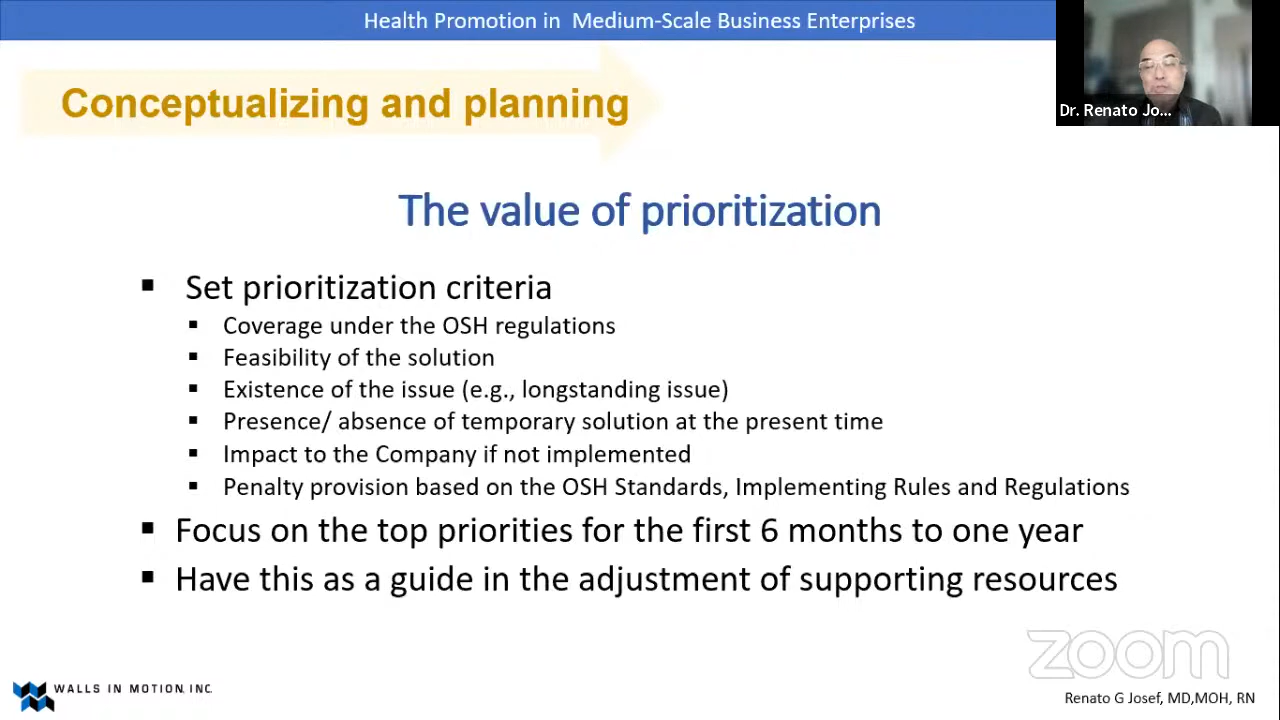 Health Promotion in Medium-Scale Business Enterprises
Dr. Renato Jo...
Conceptualizing and planning
The value of prioritization
▪ Set prioritization criteria
▪ Coverage under the OSH regulations
▪ Feasibility of the solution
▪ Existence of the issue (e.g., longstanding issue)
▪ Presence/ absence of temporary solution at the present time
▪ Impact to the Company if not implemented
▪ Penalty provision based on the OSH Standards, Implementing Rules and Regulations
▪ Focus on the top priorities for the first 6 months to one year
▪ Have this as a guide in the adjustment of supporting resources
zoom
WALLS IN MOTION, INC.
Renato G Josef, MD,MOH, RN